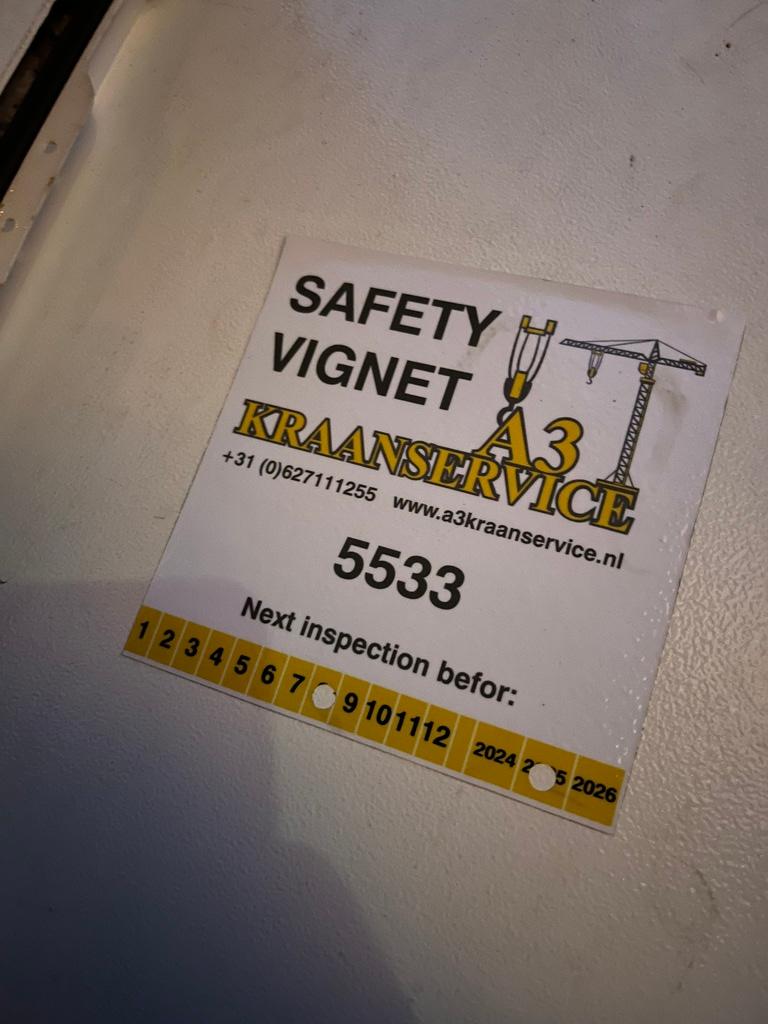 SAFETY
VIGNET
A3
KRAANSERVICE
+31 (0)627111255 www.a3kraanservice.nl
5533
Next inspection befor:
1 2 3 4 5 6 7 9 10 11 12 2024 2026